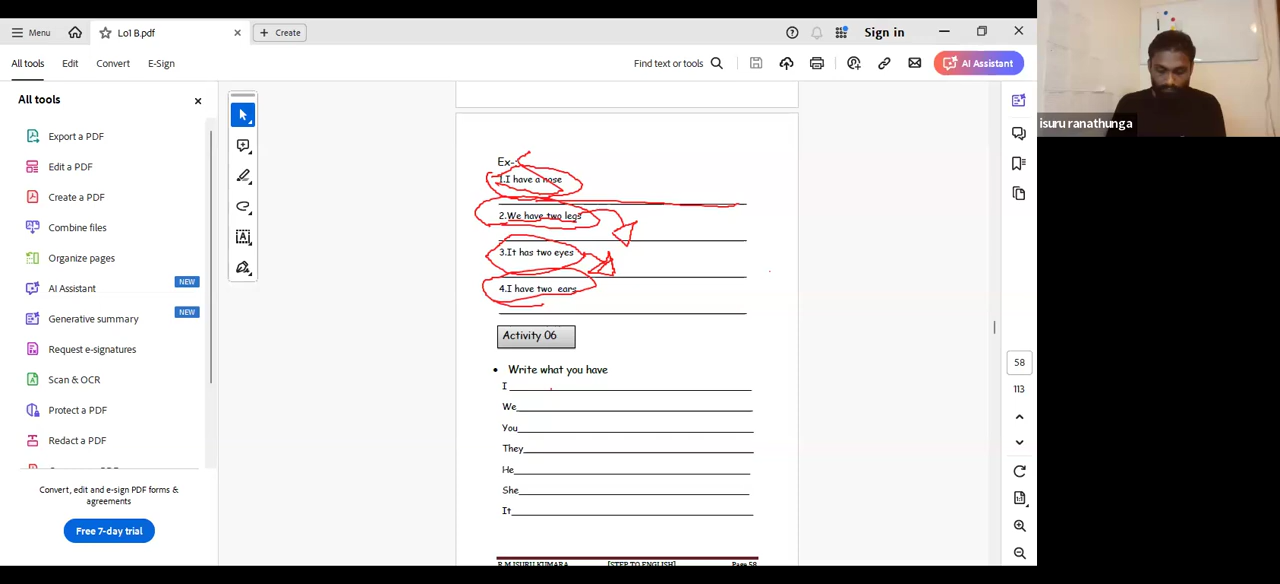 Menu
Lo1 B.pdf
Create
Sign in
All tools
Edit
Convert
E-Sign
Find text or tools
AI Assistant
All tools
Export a PDF
Edit a PDF
Create a PDF
Combine files
Organize pages
AI Assistant
NEW
Generative summary
NEW
Request e-signatures
Scan & OCR
Protect a PDF
Redact a PDF
Convert, edit and e-sign PDF forms & agreements
Free 7-day trial
Ex-:
1.I have a nose
2.We have two legs
3.It has two eyes
4.I have two ears
Activity 06
• Write what you have
I
We
You
They
He
She
It
R.M.ISURU KUMARA [STEP TO ENGLISH] Page 58
58
113
isuru ranathunga